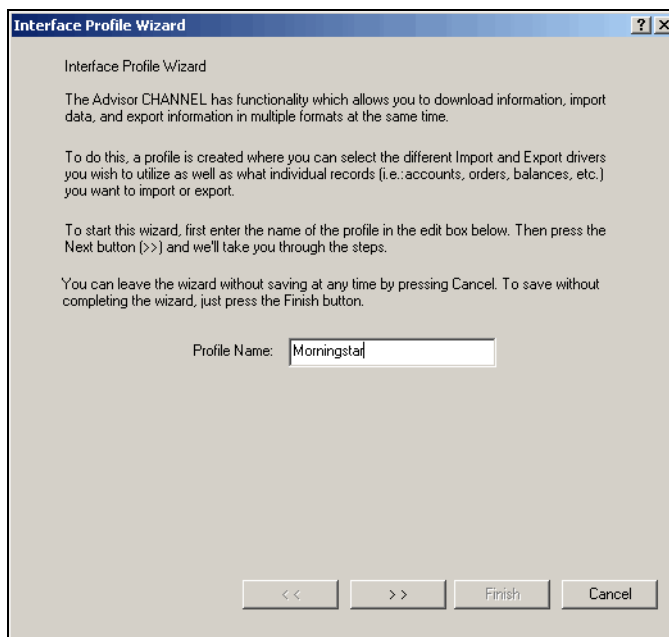 Interface Profile Wizard
Interface Profile Wizard
The Advisor CHANNEL has functionality which allows you to download information, import
data, and export information in multiple formats at the same time.
To do this, a profile is created where you can select the different Import and Export drivers
you wish to utilize as well as what individual records (i.e.:accounts, orders, balances, etc.)
you want to import or export.
To start this wizard, first enter the name of the profile in the edit box below. Then press the
Next button (>>) and we'll take you through the steps.
You can leave the wizard without saving at any time by pressing Cancel. To save without
completing the wizard, just press the Finish button.
Profile Name: Morningstar
<< >> Finish Cancel